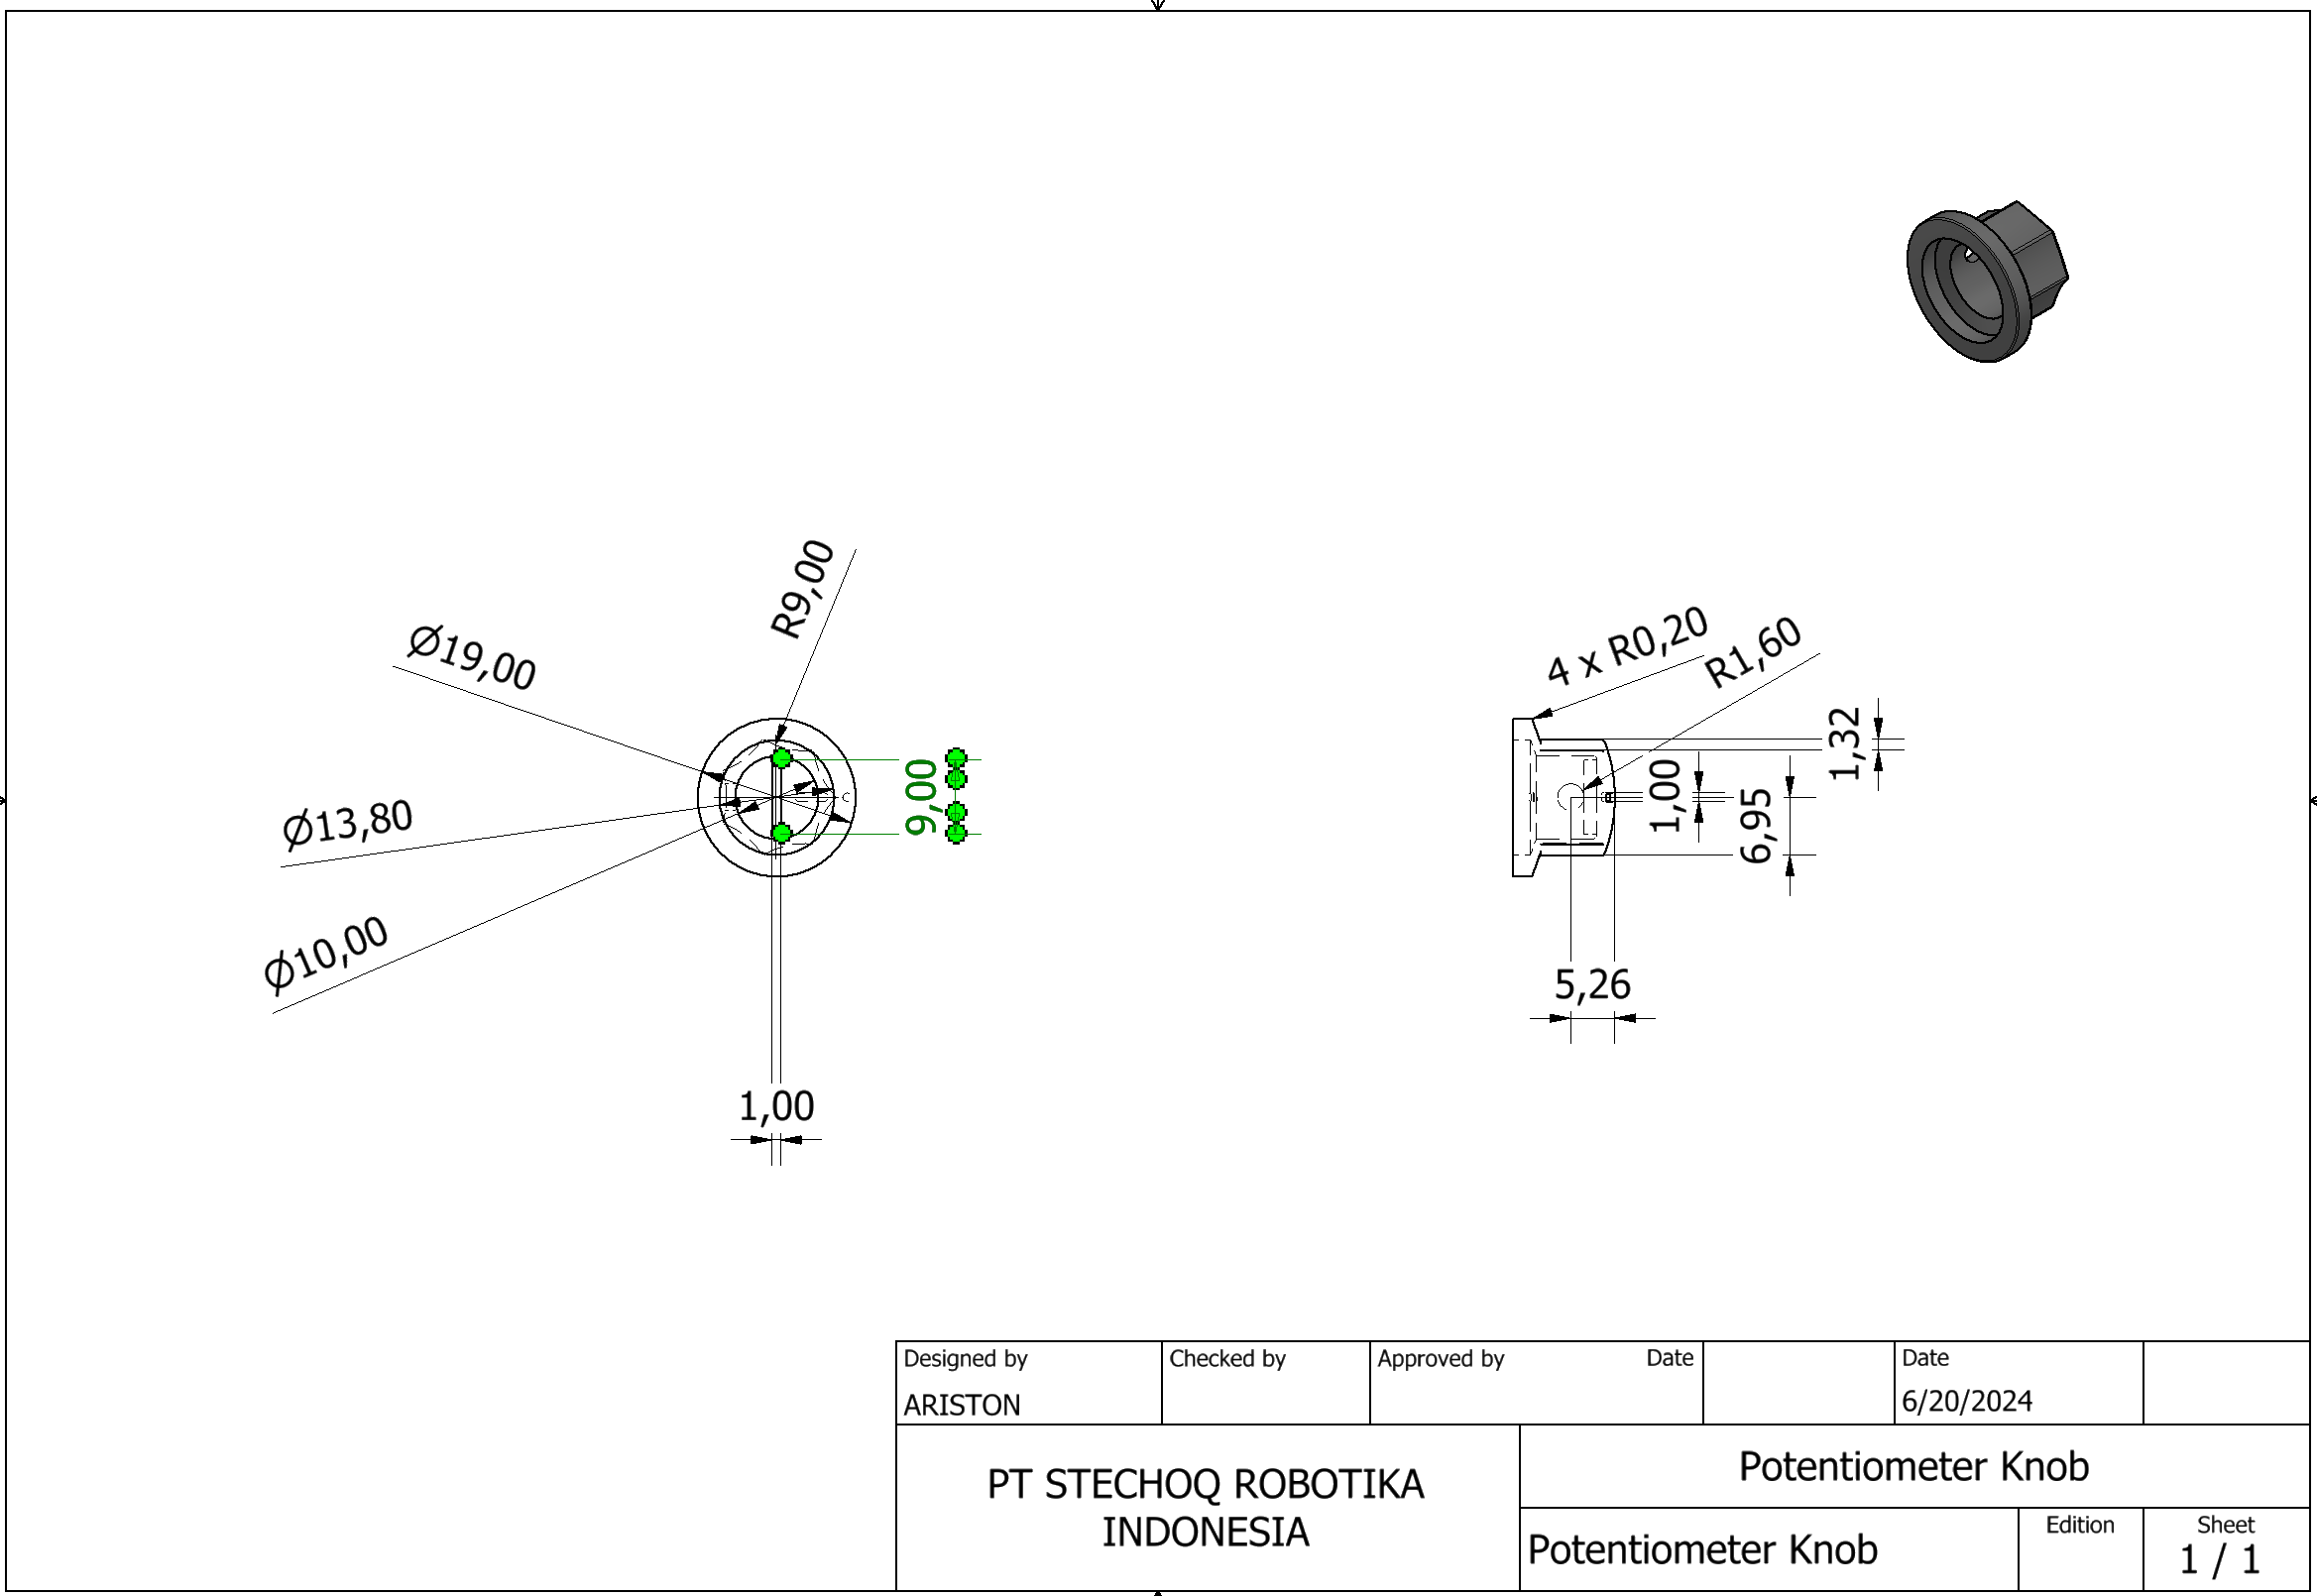 R9,00
Ø19,00
Ø13,80
Ø10,00
9,00
1,00
4 x R0,20
R1,60
1,32
1,00
6,95
5,26
Designed by
ARISTON
Checked by
Approved by
Date
Date
6/20/2024
PT STECHOQ ROBOTIKA
INDONESIA
Potentiometer Knob
Potentiometer Knob
Edition
Sheet
1 / 1